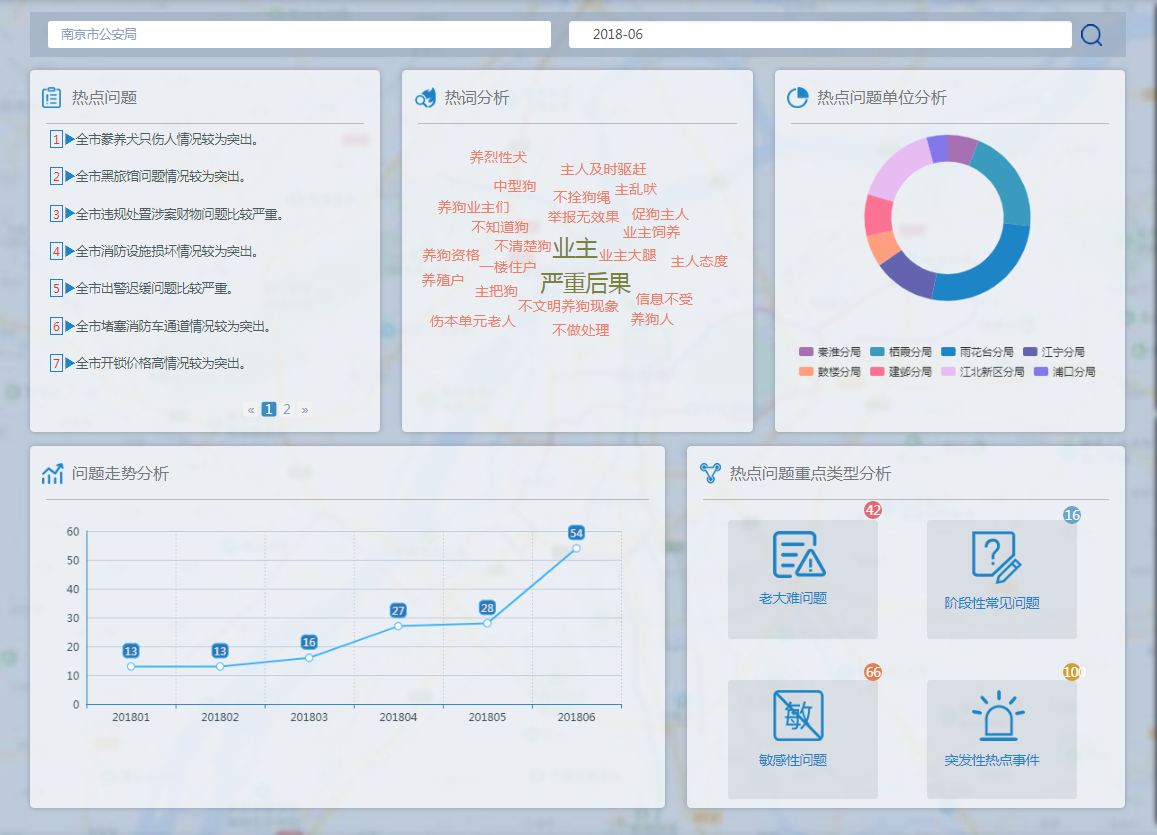 南京市公安局
2018-06
热点问题
1 全市豢养犬只伤人情况较为突出。
2 全市黑旅馆问题情况较为突出。
3 全市违规处置涉案财物问题比较严重。
4 全市消防设施损坏情况较为突出。
5 全市出警迟缓问题比较严重。
6 全市堵塞消防车通道情况较为突出。
7 全市开锁价格高情况较为突出。
« 1 2 »
热词分析
养烈性犬
主人及时驱赶
中型狗
主乱吠
不拴狗绳
养狗业主们
促狗主人
举报无效果
不知道狗
业主饲养
不清楚狗
业主
养狗资格
业主大腿
主人态度
一楼住户
养殖户
严重后果
主把狗
信息不受
不文明养狗现象
伤本单元老人
养狗人
不做处理
热点问题单位分析
秦淮分局 栖霞分局 雨花台分局 江宁分局
鼓楼分局 建邺分局 江北新区分局 浦口分局
问题走势分析
60
50
40
30
20
10
0
13
13
16
27
28
54
201801 201802 201803 201804 201805 201806
热点问题重点类型分析
42
老大难问题
16
阶段性常见问题
66
敏
敏感性问题
100
突发性热点事件